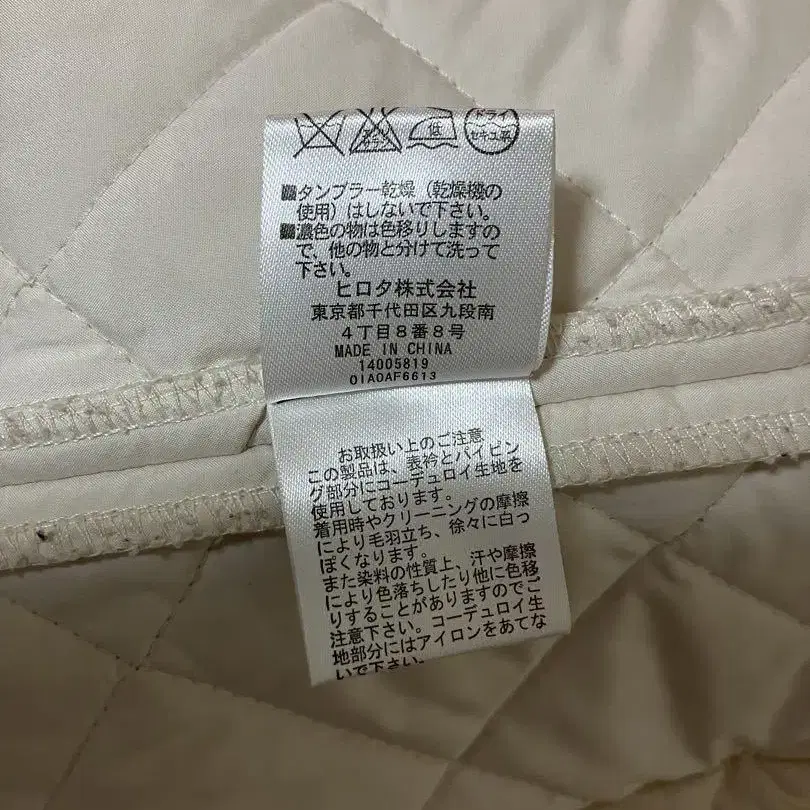 低
ドライ
セキユ系
タンブラー乾燥（乾燥機の
使用）はしないで下さい。
濃色の物は色移りしますの
で、他の物と分けて洗って
下さい。
ヒロタ株式会社
東京都千代田区九段南
4丁目8番8号
MADE IN CHINA
14005819
01A0AF6613
お取扱い上のご注意
この製品は、表衿とパイピン
グ部分にコーデュロイ生地を
使用しております。
着用時やクリーニングの摩擦
により毛羽立ち、徐々に白っ
ぽくなります。
また染料の性質上、汗や摩擦
により色落ちしたり他に色移
りすることがありますのでご
注意下さい。コーデュロイ生
地部分にはアイロンをあてな
いで下さい。